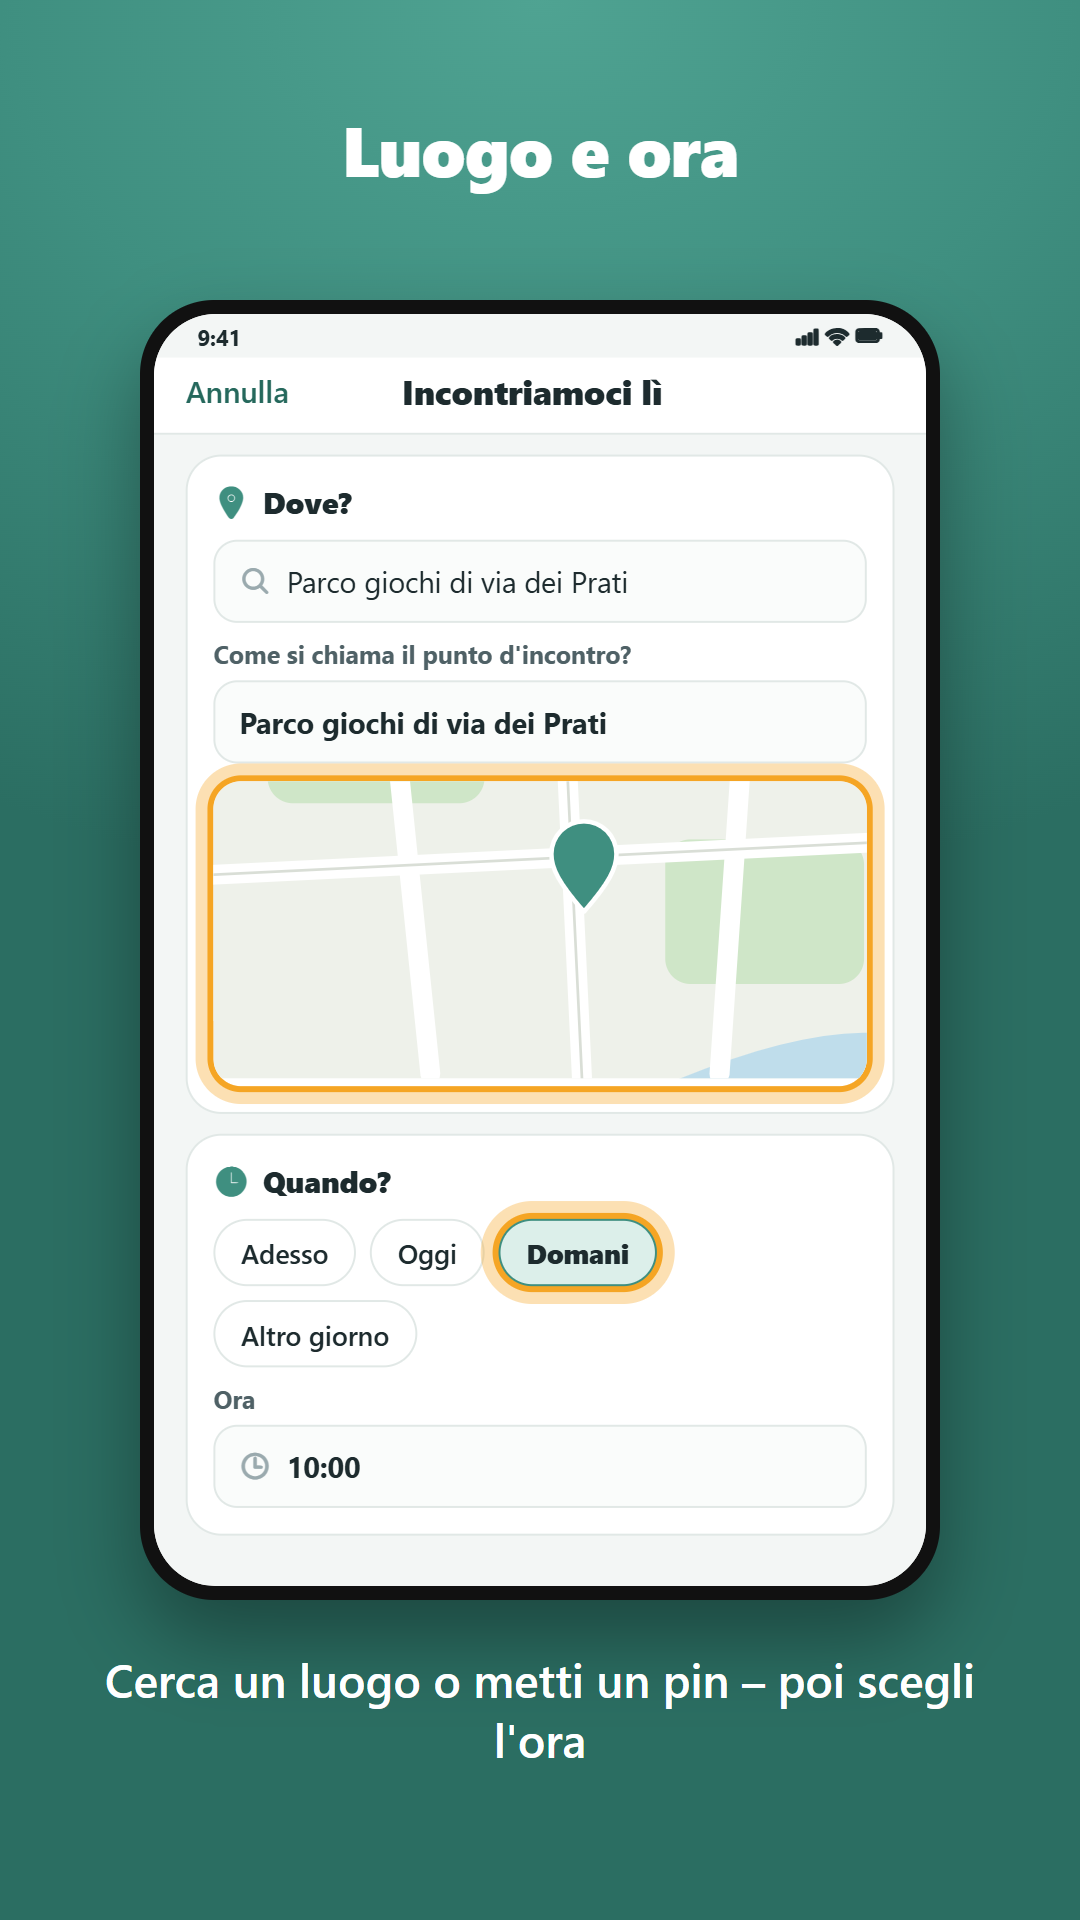 Luogo e ora
9:41
Annulla
Incontriamoci lì
Dove?
Parco giochi di via dei Prati
Come si chiama il punto d'incontro?
Parco giochi di via dei Prati
Quando?
Adesso
Oggi
Domani
Altro giorno
Ora
10:00
Cerca un luogo o metti un pin – poi scegli
l'ora